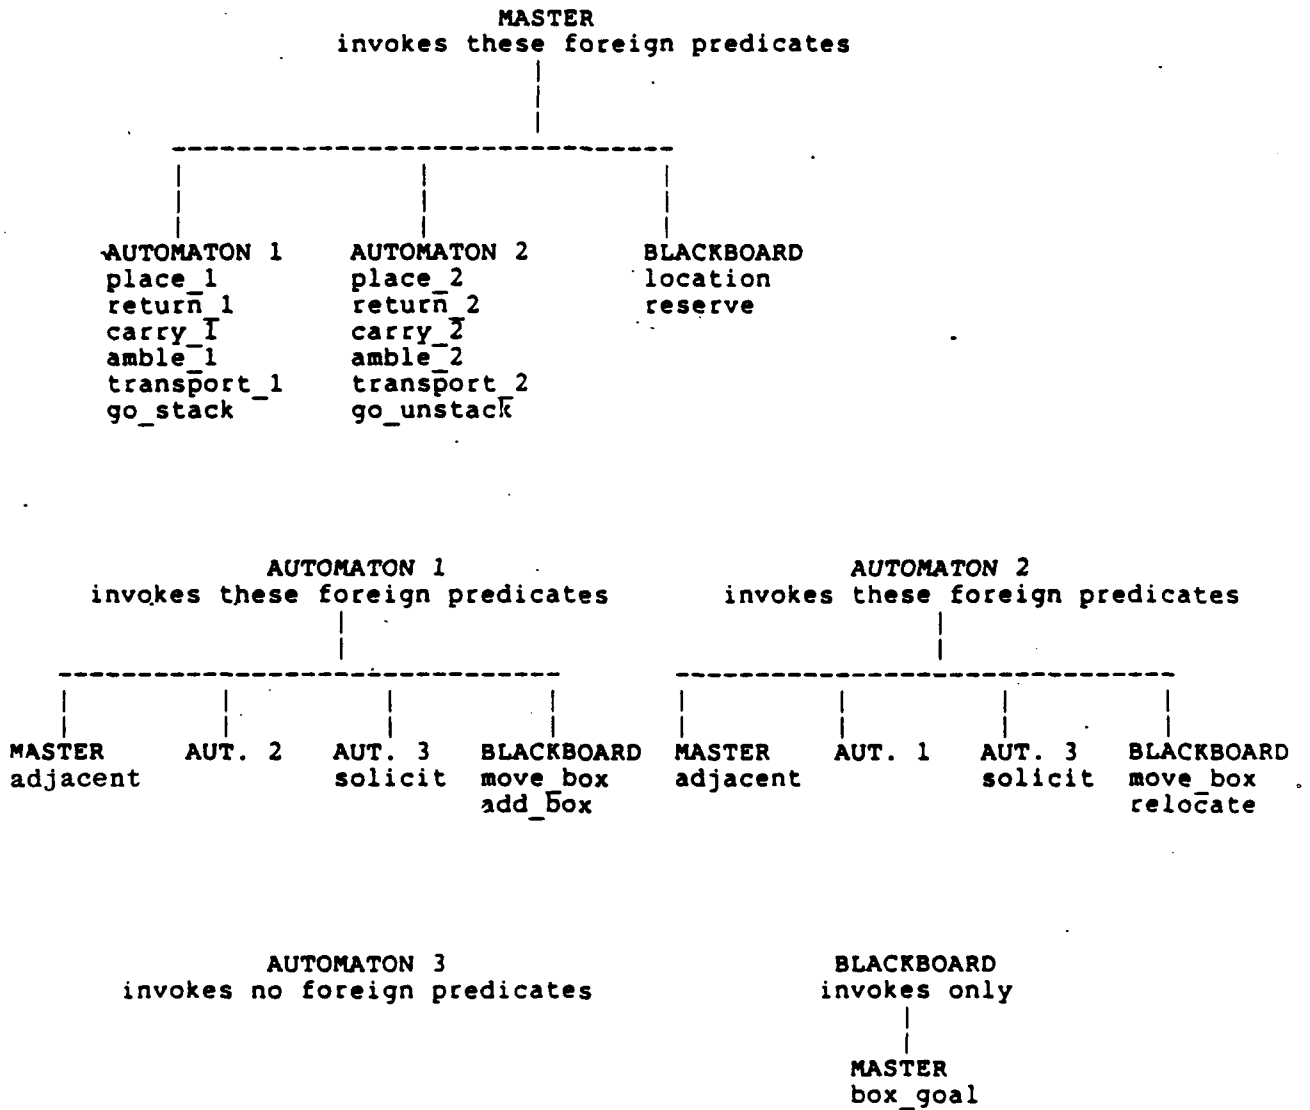 MASTER
invokes these foreign predicates
AUTOMATON 1
place_1
return_1
carry_1
amble_1
transport_1
go_stack
AUTOMATON 2
place_2
return_2
carry_2
amble_2
transport_2
go_unstack
BLACKBOARD
location
reserve
AUTOMATON 1
invokes these foreign predicates
MASTER
adjacent
AUT. 2
AUT. 3
solicit
BLACKBOARD
move_box
add_box
AUTOMATON 2
invokes these foreign predicates
MASTER
adjacent
AUT. 1
AUT. 3
solicit
BLACKBOARD
move_box
relocate
AUTOMATON 3
invokes no foreign predicates
BLACKBOARD
invokes only
MASTER
box_goal